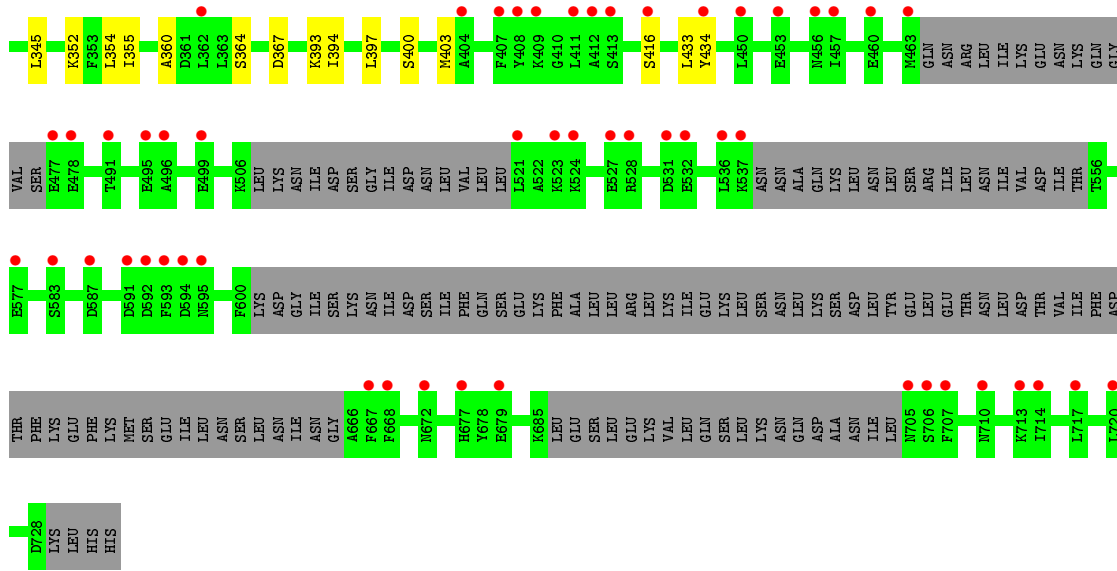 L345 K352 F353 L354 I355 A360 D361 L362 L363 S364 D367 K393 I394 L397 S400 M403 A404 F407 Y408 K409 G410 L411 A412 S413 S416 L433 Y434 L450 E453 N456 I457 E460 M463 GLN ASN ARG LEU ILE LYS GLU ASN LYS GLN GLY
VAL SER E477 E478 T491 E495 A496 E499 K506 LEU LYS ASN ILE ASP SER GLY ILE ASP ASN LEU VAL LEU LEU L521 A522 K523 K524 E527 R528 D531 E532 L536 K537 ASN ASN ALA GLN LYS LEU ASN LEU SER ARG ILE LEU ASN ILE VAL ASP ILE THR T556
E577 S583 D587 D591 D592 F593 D594 N595 F600 LYS ASP GLY ILE SER LYS ASN ILE ASP SER ILE PHE GLN SER GLU LYS PHE ALA LEU LEU ARG LEU LYS ILE GLU LYS LEU SER ASN LEU LYS SER ASP LEU TYR GLU LEU GLU THR ASN LEU ASP THR VAL ILE PHE ASP
THR PHE LYS GLU PHE LYS MET SER GLU ILE LEU ASN SER LEU ASN ILE ASN GLY A666 F667 F668 N672 H677 Y678 E679 K685 LEU GLU SER LEU GLU LYS VAL LEU GLN SER LEU LYS ASN GLN ASP ALA ASN ILE LEU N705 S706 F707 N710 K713 I714 L717 L720
D728 LYS LEU HIS HIS